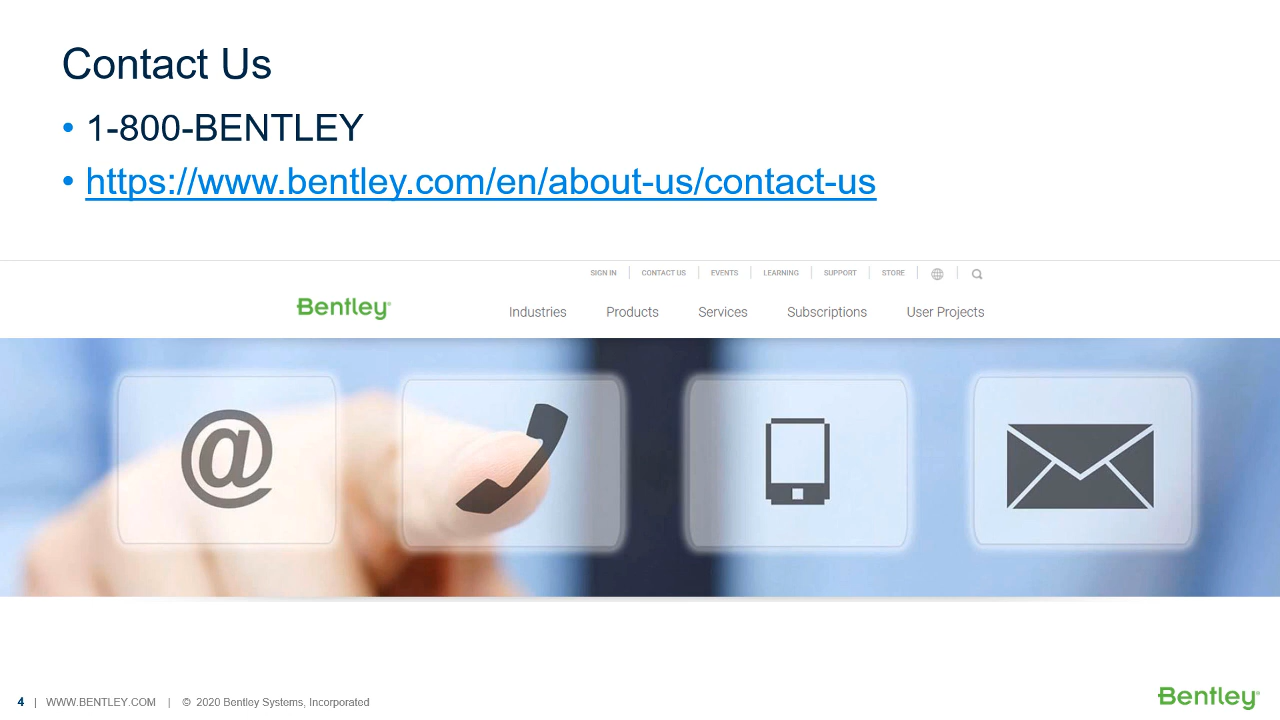 Contact Us
• 1-800-BENTLEY
• https://www.bentley.com/en/about-us/contact-us
SIGN IN | CONTACT US | EVENTS | LEARNING | SUPPORT | STORE
Bentley®
Industries Products Services Subscriptions User Projects
@
4 | WWW.BENTLEY.COM | © 2020 Bentley Systems, Incorporated
Bentley®